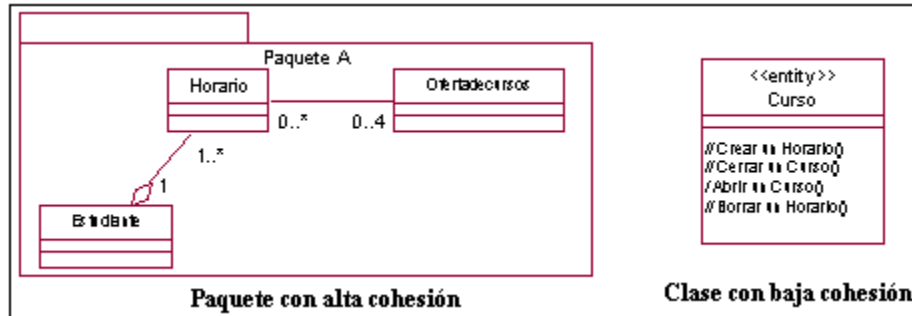 Paquete A
Horario
Ofertadecursos
0..*
0..4
1..*
1
Estudiante
Paquete con alta cohesión
<<entity>>
Curso
//Crear un Horario()
//Cerrar un Curso()
/Abrir un Curso()
//Borrar un Horario()
Clase con baja cohesión